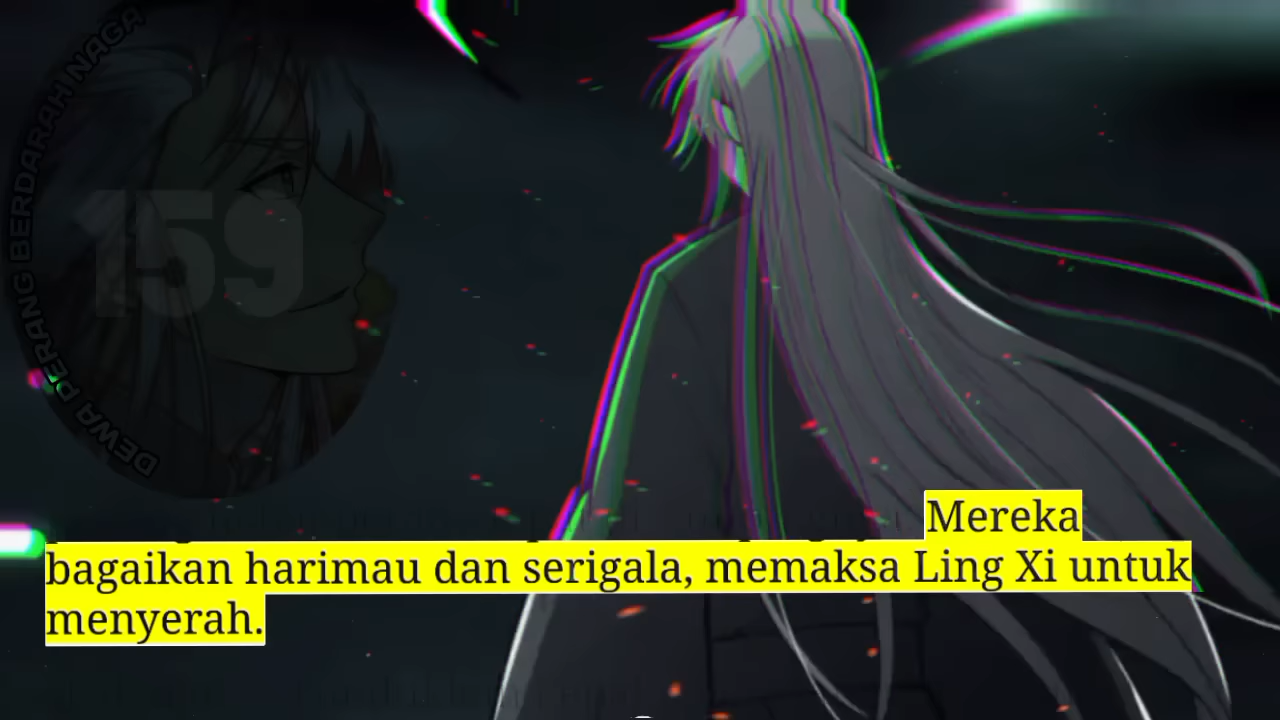 DEWA PERANG BERDARAH NAGA
159
Mereka
bagaikan harimau dan serigala, memaksa Ling Xi untuk
menyerah.